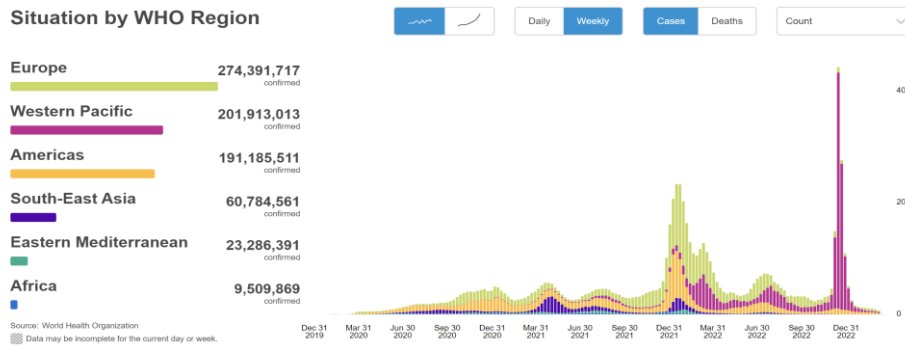 Situation by WHO Region
Daily
Weekly
Cases
Deaths
Count
Europe
274,391,717
confirmed
Western Pacific
201,913,013
confirmed
Americas
191,185,511
confirmed
South-East Asia
60,784,561
confirmed
Eastern Mediterranean
23,286,391
confirmed
Africa
9,509,869
confirmed
Source: World Health Organization
Data may be incomplete for the current day or week.
20
0
Dec 31
2019
Mar 31
2020
Jun 30
2020
Sep 30
2020
Dec 31
2020
Mar 31
2021
Jun 30
2021
Sep 30
2021
Dec 31
2021
Mar 31
2022
Jun 30
2022
Sep 30
2022
Dec 31
2022